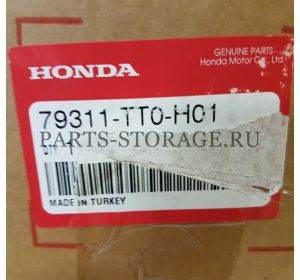 GENUINE PARTS
Honda Motor Co., Ltd.
HONDA
79311-TT0-H01
PARTS-STORAGE.RU
MADE IN TURKEY